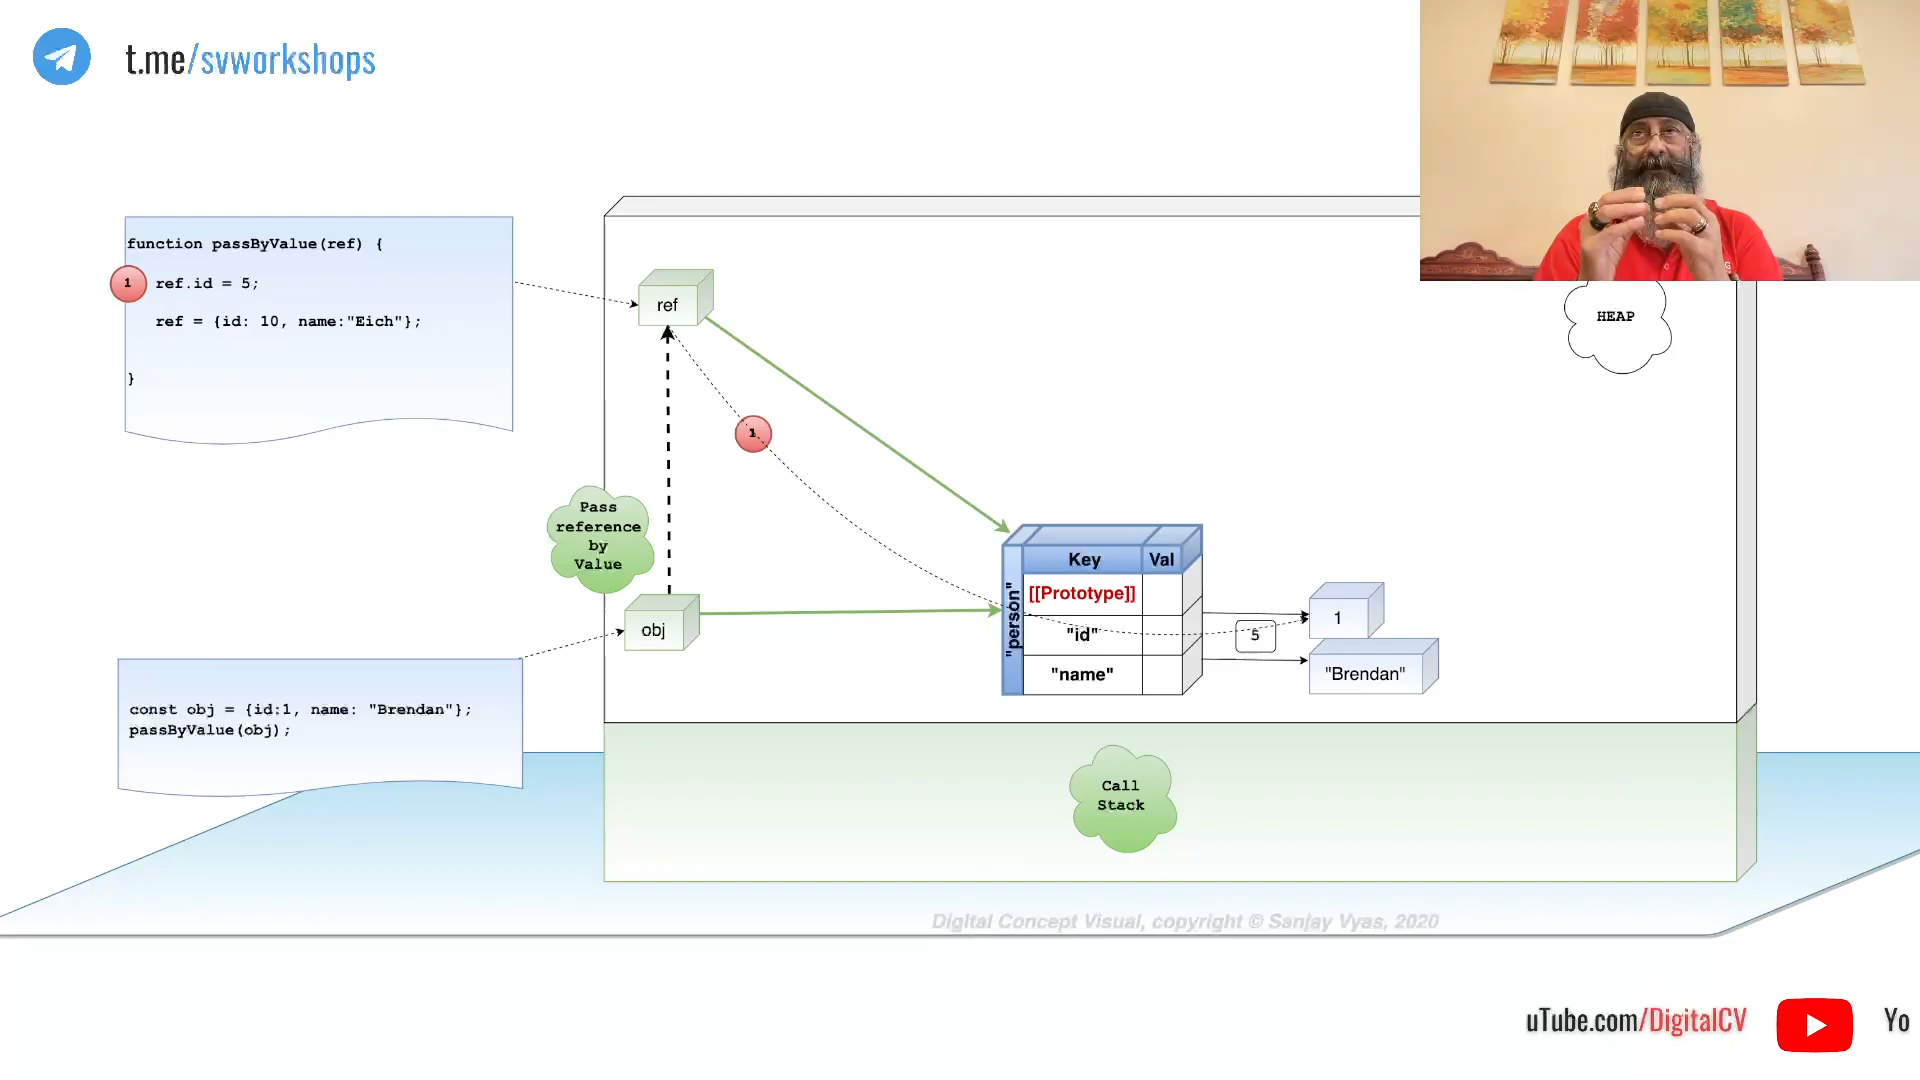 t.me/svworkshops
function passByValue(ref) {
1
ref.id = 5;
ref = {id: 10, name:"Eich"};
}
ref
HEAP
1
Pass
reference
by
Value
Key
Val
[[Prototype]]
"person"
"id"
"name"
5
1
"Brendan"
obj
const obj = {id:1, name: "Brendan"};
passByValue(obj);
Call
Stack
Digital Concept Visual, copyright © Sanjay Vyas, 2020
uTube.com/DigitalCV
Yo